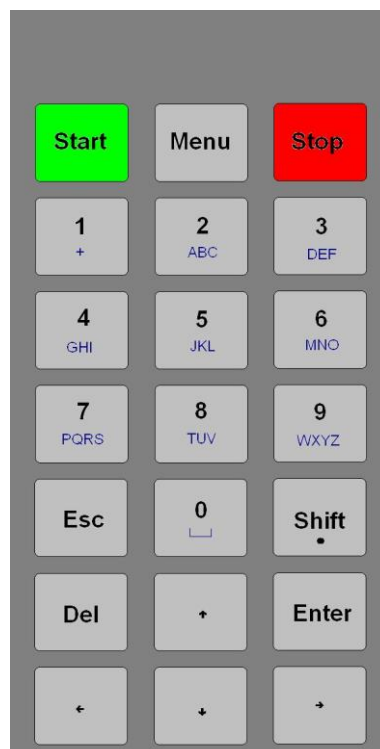 Start Menu Stop
1 2 3
+ ABC DEF
4 5 6
GHI JKL MNO
7 8 9
PQRS TUV WXYZ
Esc 0 Shift
Del ↑ Enter
← ↓ →